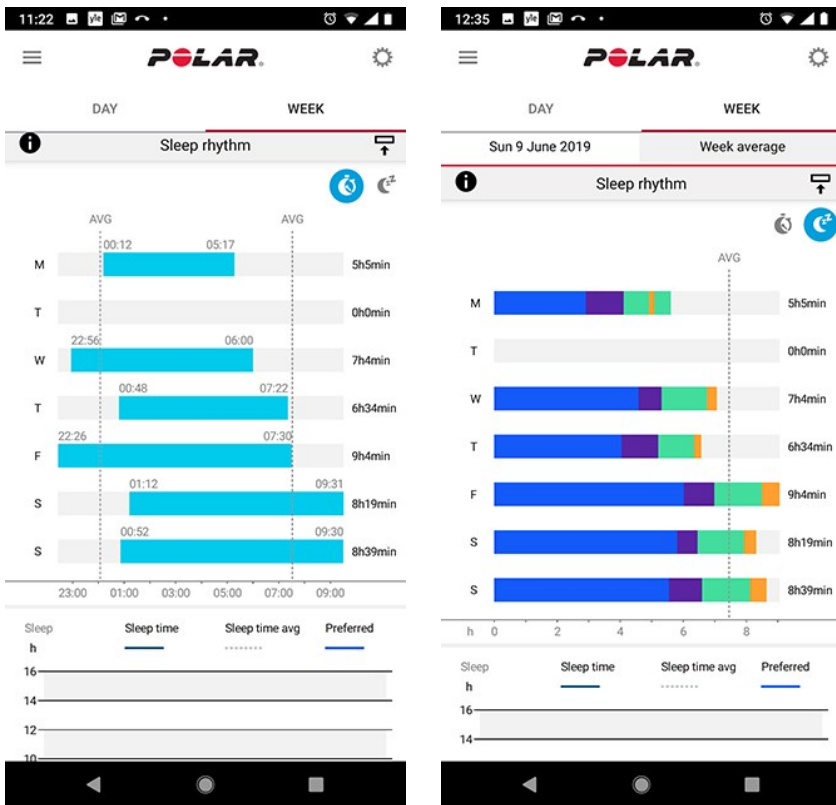 11:22
POLAR
DAY WEEK
Sleep rhythm
AVG AVG
00:12 05:17
M 5h5min
T 0h0min
22:56 06:00
W 7h4min
00:48 07:22
T 6h34min
22:26 07:30
F 9h4min
01:12 09:31
S 8h19min
00:52 09:30
S 8h39min
23:00 01:00 03:00 05:00 07:00 09:00
Sleep Sleep time Sleep time avg Preferred
h
16
14
12
10
12:35
POLAR
DAY WEEK
Sun 9 June 2019 Week average
Sleep rhythm
AVG
M 5h5min
T 0h0min
W 7h4min
T 6h34min
F 9h4min
S 8h19min
S 8h39min
h 0 2 4 6 8
Sleep Sleep time Sleep time avg Preferred
h
16
14